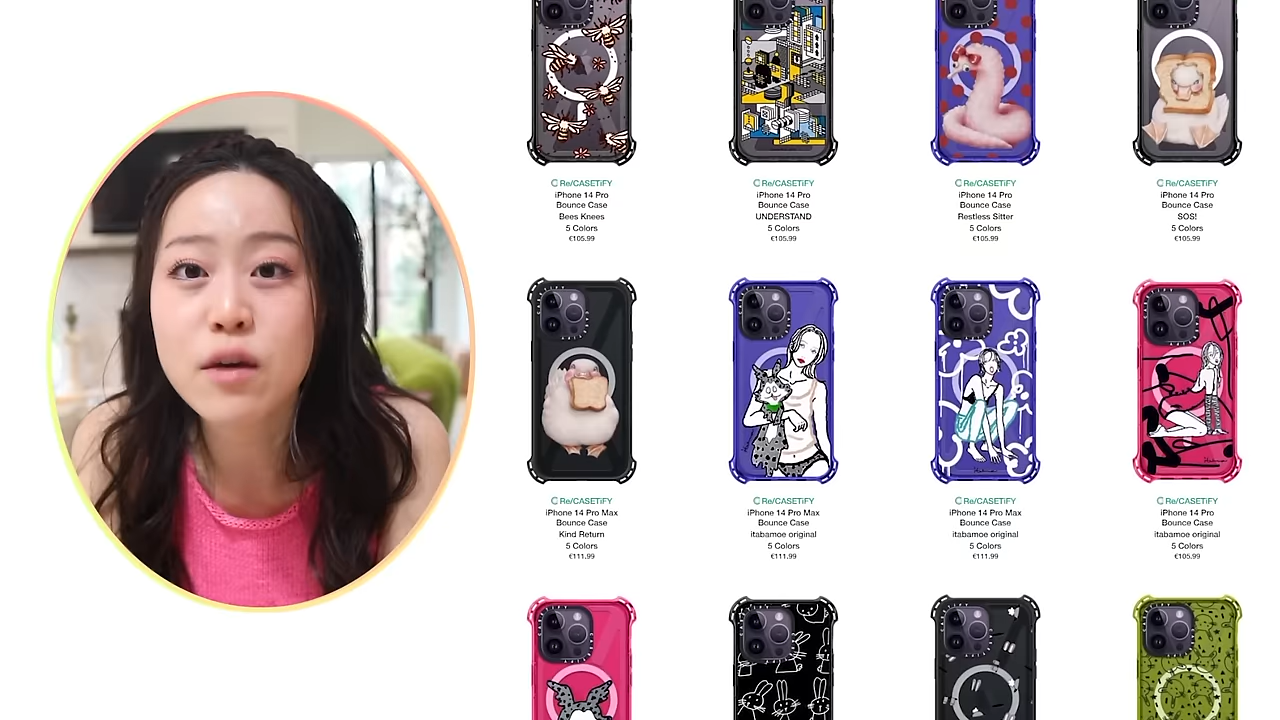 Re/CASETiFY
iPhone 14 Pro
Bounce Case
Bees Knees
5 Colors
€105.99
Re/CASETiFY
iPhone 14 Pro
Bounce Case
UNDERSTAND
5 Colors
€105.99
Re/CASETiFY
iPhone 14 Pro
Bounce Case
Restless Sitter
5 Colors
€105.99
Re/CASETiFY
iPhone 14 Pro
Bounce Case
SOS!
5 Colors
€105.99
Re/CASETiFY
iPhone 14 Pro Max
Bounce Case
Kind Return
5 Colors
€111.99
Re/CASETiFY
iPhone 14 Pro Max
Bounce Case
itabamoe original
5 Colors
€111.99
Re/CASETiFY
iPhone 14 Pro Max
Bounce Case
itabamoe original
5 Colors
€111.99
Re/CASETiFY
iPhone 14 Pro
Bounce Case
itabamoe original
5 Colors
€105.99